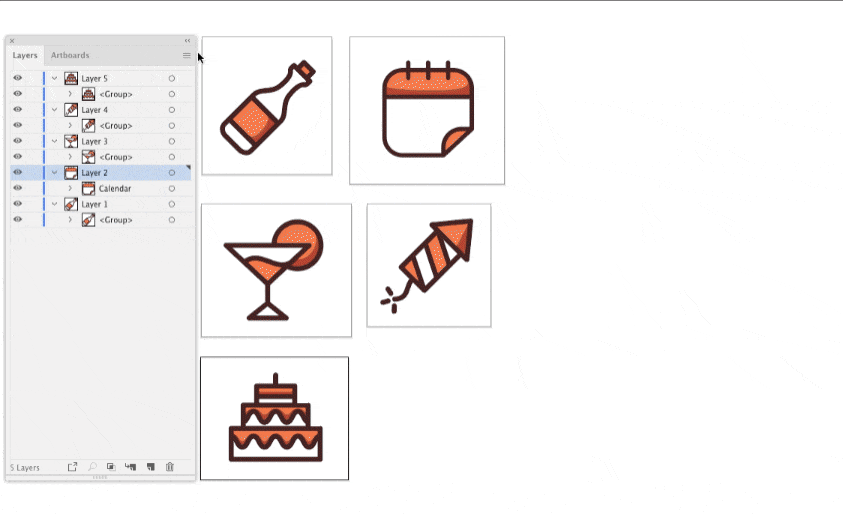 Layers Artboards
Layer 5
<Group>
Layer 4
<Group>
Layer 3
<Group>
Layer 2
Calendar
Layer 1
<Group>
5 Layers